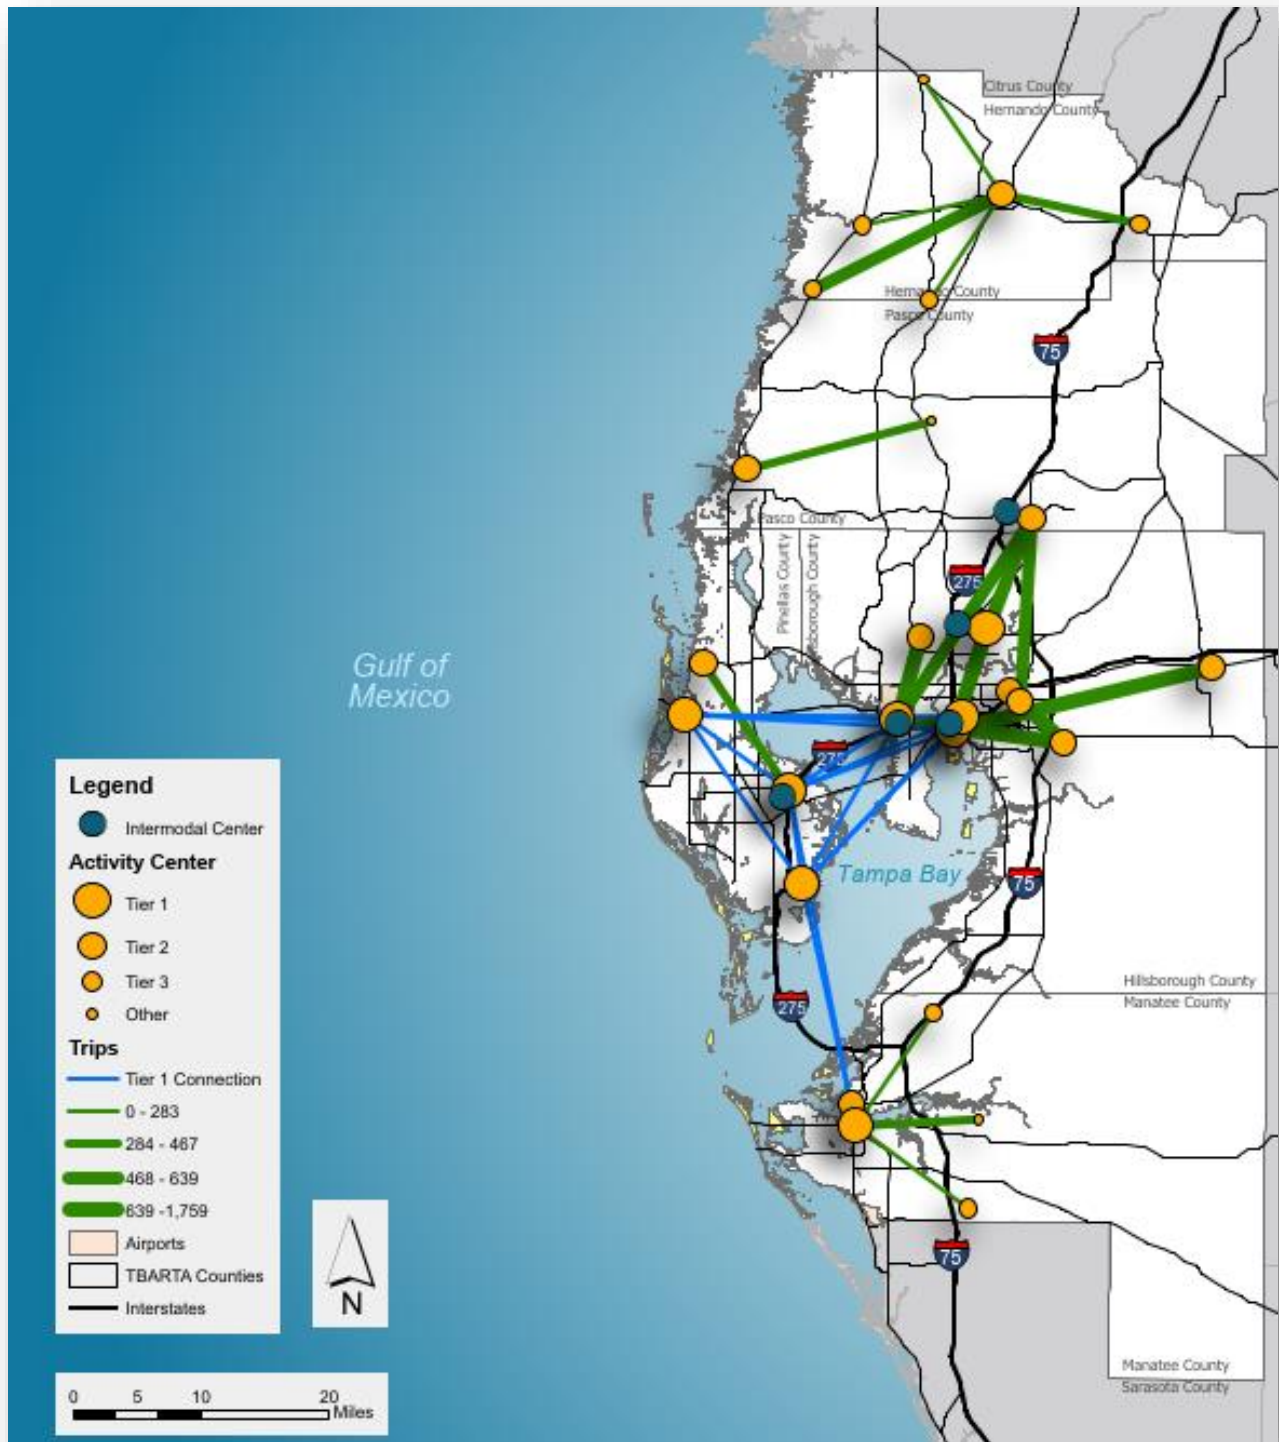 Citrus County
Hernando County
Hernando County
Pasco County
75
Pasco County
Pinellas County
Hillsborough County
275
Gulf of
Mexico
275
Tampa Bay
75
Hillsborough County
Manatee County
275
75
Manatee County
Sarasota County
Legend
Intermodal Center
Activity Center
Tier 1
Tier 2
Tier 3
Other
Trips
Tier 1 Connection
0 - 283
284 - 467
468 - 639
639 -1,759
Airports
TBARTA Counties
Interstates
N
0 5 10 20
Miles